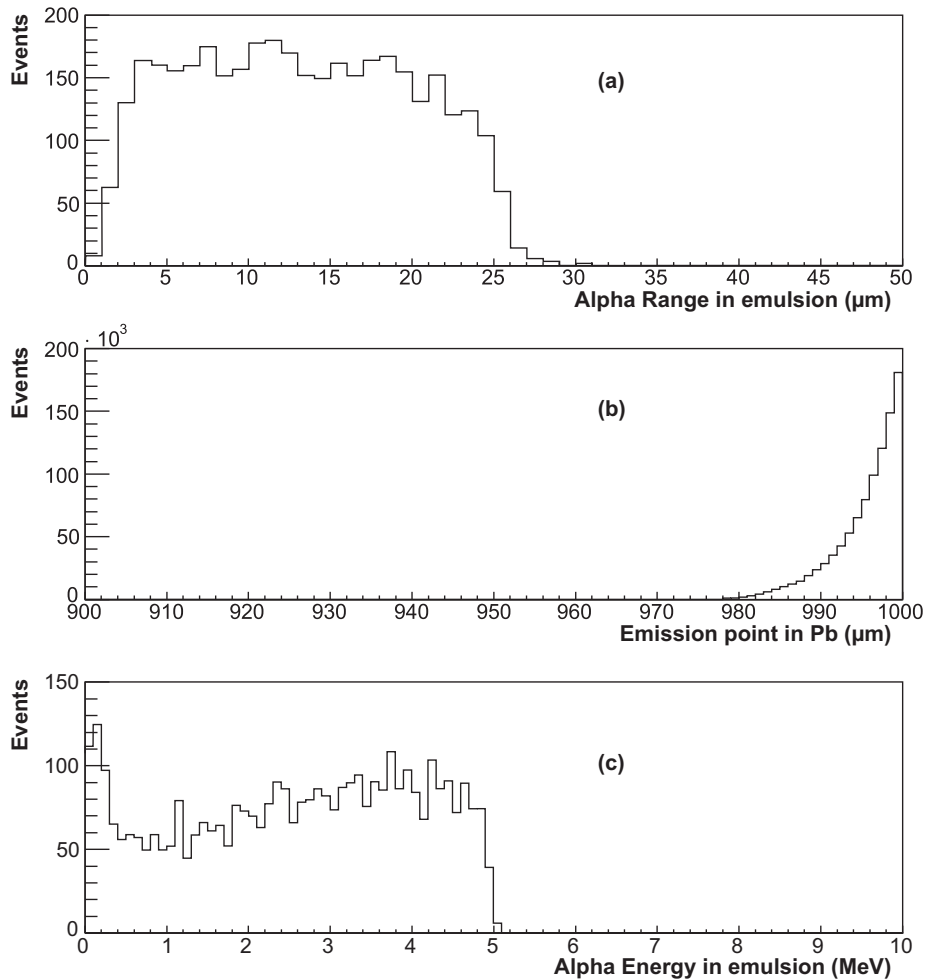 200
Events
150
(a)
100
50
0
0 5 10 15 20 25 30 35 40 45 50
Alpha Range in emulsion (µm)
· 10³
200
Events
150
(b)
100
50
0
900 910 920 930 940 950 960 970 980 990 1000
Emission point in Pb (µm)
150
Events
100
(c)
50
0
0 1 2 3 4 5 6 7 8 9 10
Alpha Energy in emulsion (MeV)